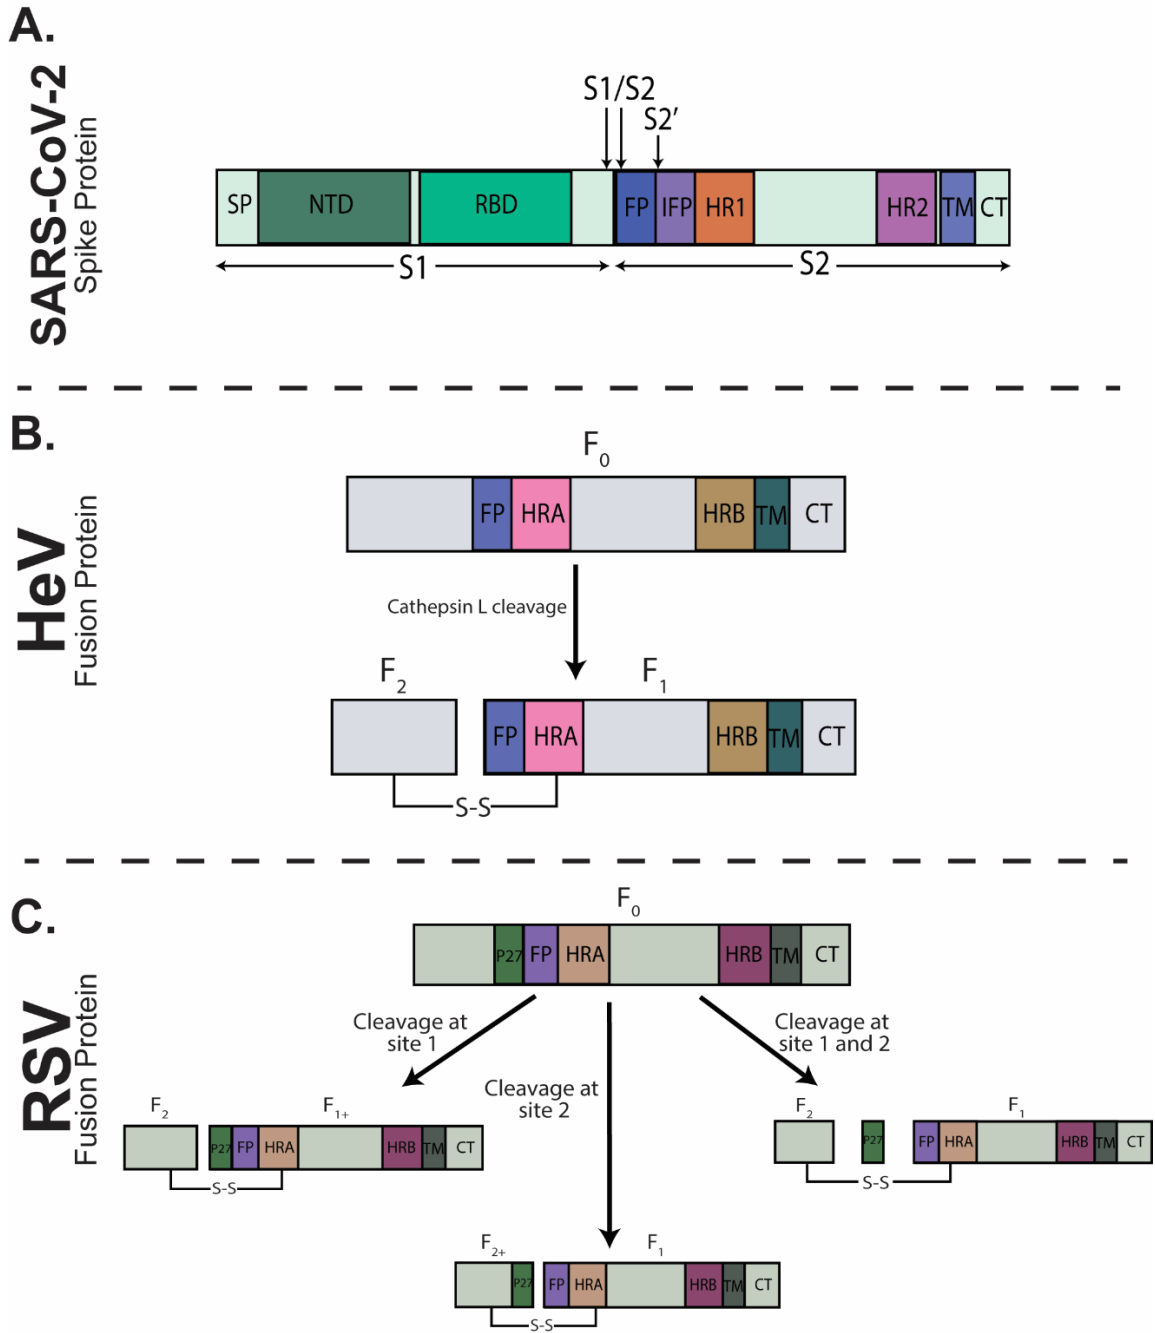 A.
SARS-CoV-2
Spike Protein
S1/S2
S2’
SP NTD RBD FP IFP HR1 HR2 TM CT
S1 S2
B.
HeV
Fusion Protein
F0
FP HRA HRB TM CT
Cathepsin L cleavage
F2 F1
FP HRA HRB TM CT
S-S
C.
RSV
Fusion Protein
F0
P27 FP HRA HRB TM CT
Cleavage at
site 1
Cleavage at
site 2
Cleavage at
site 1 and 2
F2 F1+
P27 FP HRA HRB TM CT
S-S
F2 F1
P27 FP HRA HRB TM CT
S-S
F2+ F1
P27 FP HRA HRB TM CT
S-S